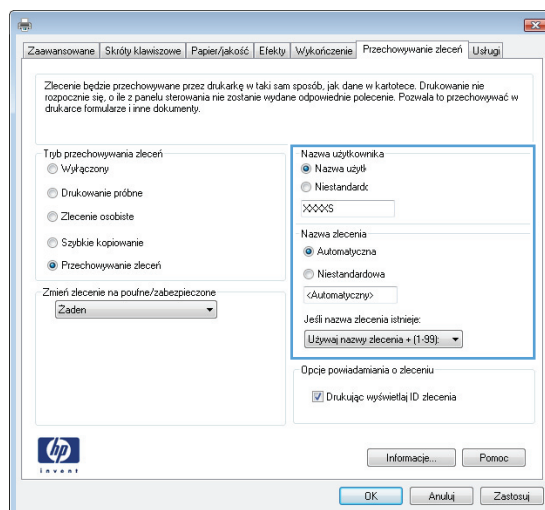 Zaawansowane Skróty klawiszowe Papier/jakość Efekty Wykończenie Przechowywanie zleceń Usługi
Zlecenie będzie przechowywane przez drukarkę w taki sam sposób, jak dane w kartotece. Drukowanie nie
rozpocznie się, o ile z panelu sterowania nie zostanie wydane odpowiednie polecenie. Pozwala to przechowywać w
drukarce formularze i inne dokumenty.
Tryb przechowywania zleceń
Wyłączony
Drukowanie próbne
Zlecenie osobiste
Szybkie kopiowanie
Przechowywanie zleceń
Zmień zlecenie na poufne/zabezpieczone
Żaden
Nazwa użytkownika
Nazwa użytk
Niestandardc
XXXXS
Nazwa zlecenia
Automatyczna
Niestandardowa
<Automatyczny>
Jeśli nazwa zlecenia istnieje:
Używaj nazwy zlecenia + (1-99):
Opcje powiadamiania o zleceniu
Drukując wyświetlaj ID zlecenia
hp
invent
Informacje... Pomoc
OK Anuluj Zastosuj